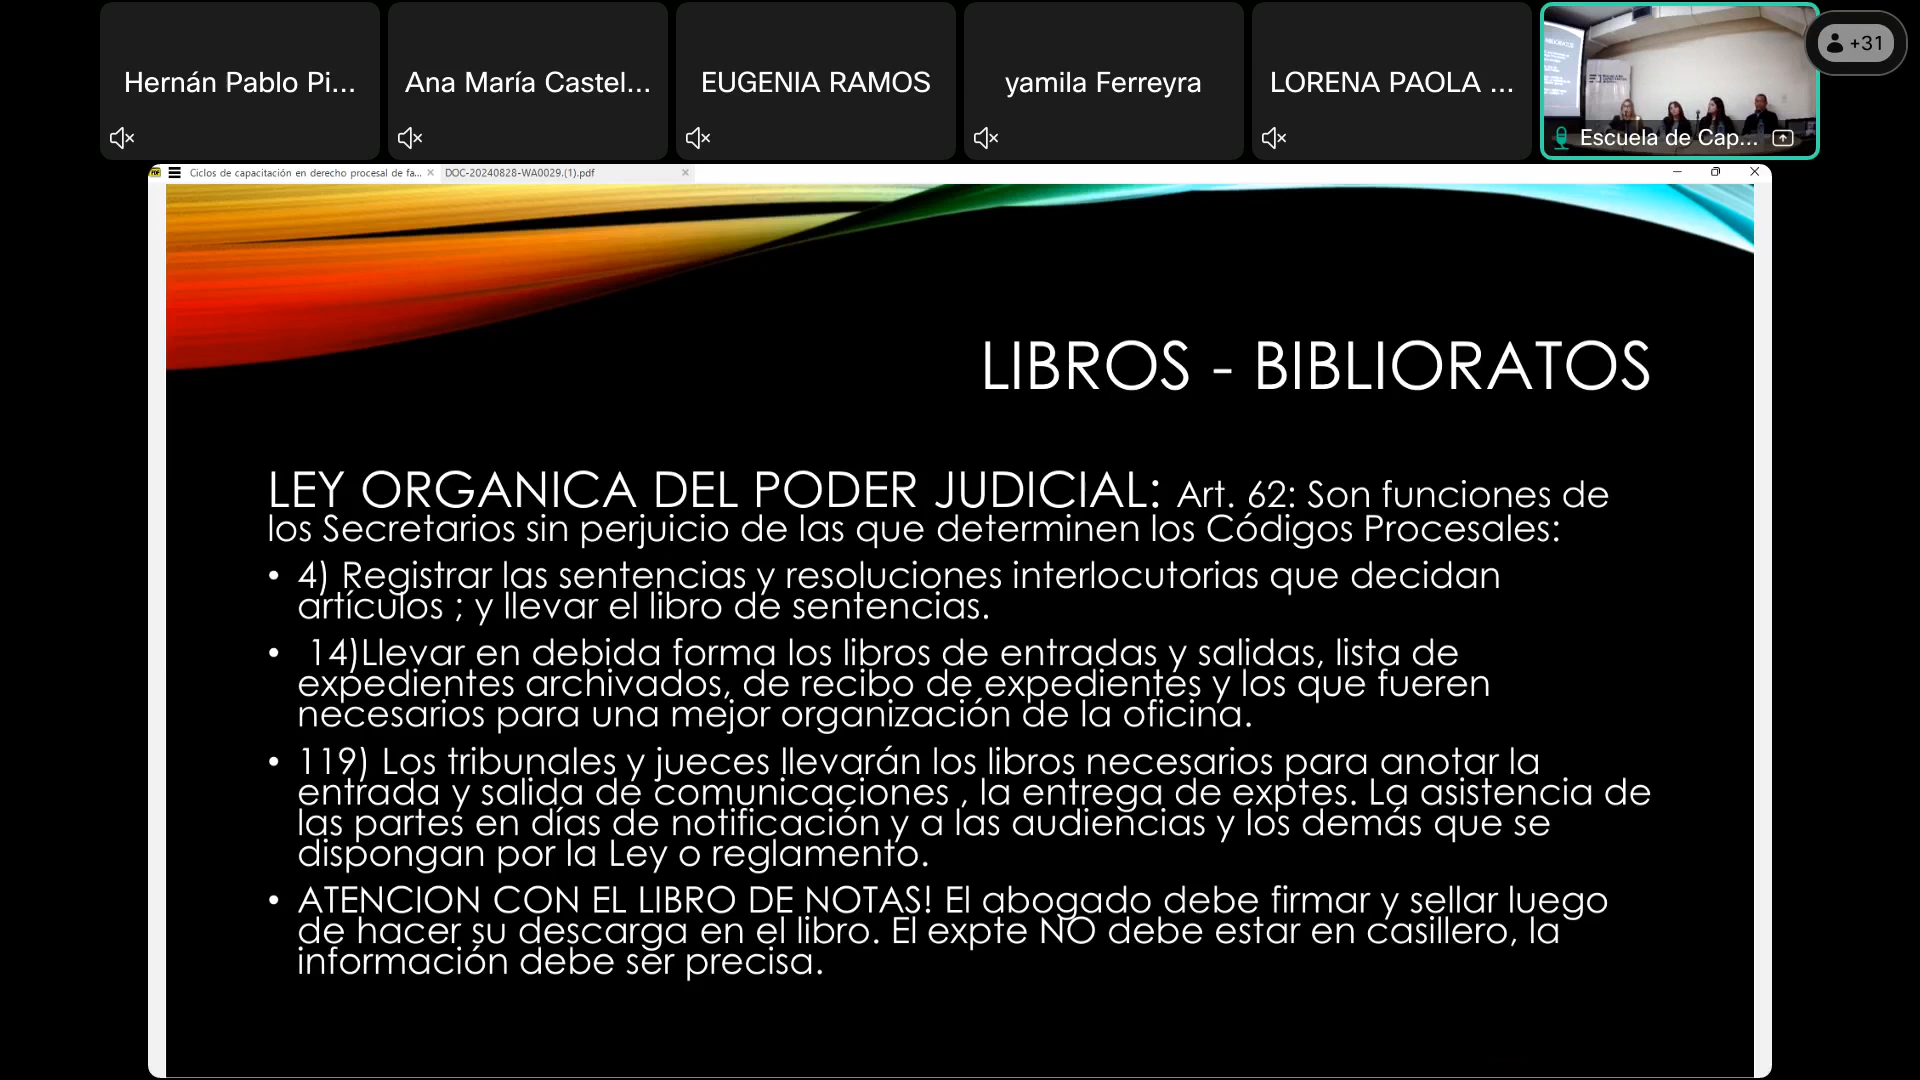 Hernán Pablo Pi...
Ana María Castel...
EUGENIA RAMOS
yamila Ferreyra
LORENA PAOLA ...
Escuela de Cap...
+31
Ciclos de capacitación en derecho procesal de fa...
DOC-20240828-WA0029.(1).pdf
LIBROS - BIBLIORATOS
LEY ORGANICA DEL PODER JUDICIAL: Art. 62: Son funciones de
los Secretarios sin perjuicio de las que determinen los Códigos Procesales:
• 4) Registrar las sentencias y resoluciones interlocutorias que decidan
artículos ; y llevar el libro de sentencias.
• 14)Llevar en debida forma los libros de entradas y salidas, lista de
expedientes archivados, de recibo de expedientes y los que fueren
necesarios para una mejor organización de la oficina.
• 119) Los tribunales y jueces llevarán los libros necesarios para anotar la
entrada y salida de comunicaciones , la entrega de exptes. La asistencia de
las partes en días de notificación y a las audiencias y los demás que se
dispongan por la Ley o reglamento.
• ATENCION CON EL LIBRO DE NOTAS! El abogado debe firmar y sellar luego
de hacer su descarga en el libro. El expte NO debe estar en casillero, la
información debe ser precisa.